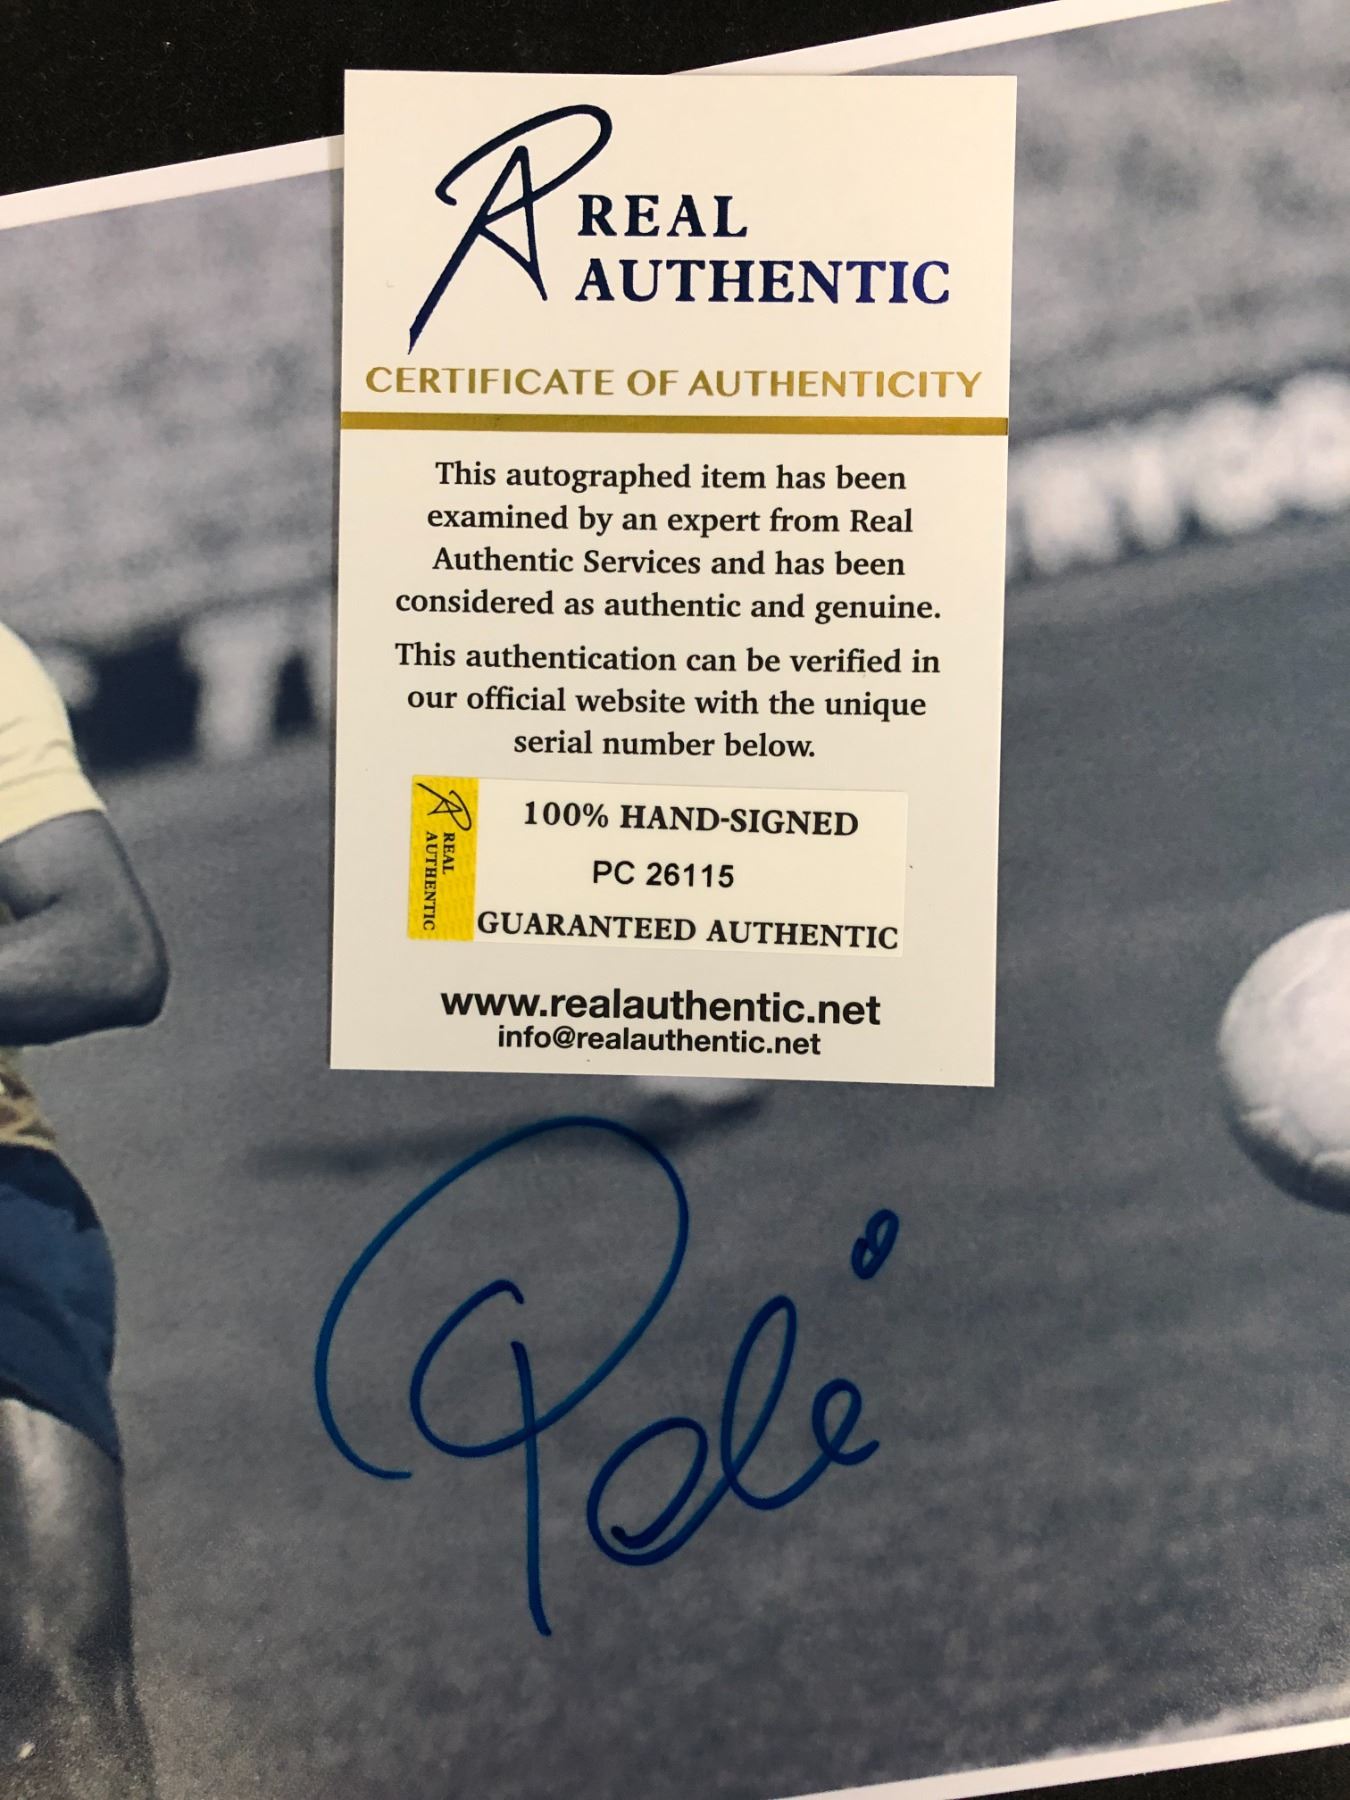 REAL
AUTHENTIC
CERTIFICATE OF AUTHENTICITY
This autographed item has been
examined by an expert from Real
Authentic Services and has been
considered as authentic and genuine.
This authentication can be verified in
our official website with the unique
serial number below.
REAL
AUTHENTIC
100% HAND-SIGNED
PC 26115
GUARANTEED AUTHENTIC
www.realauthentic.net
info@realauthentic.net
Pelé